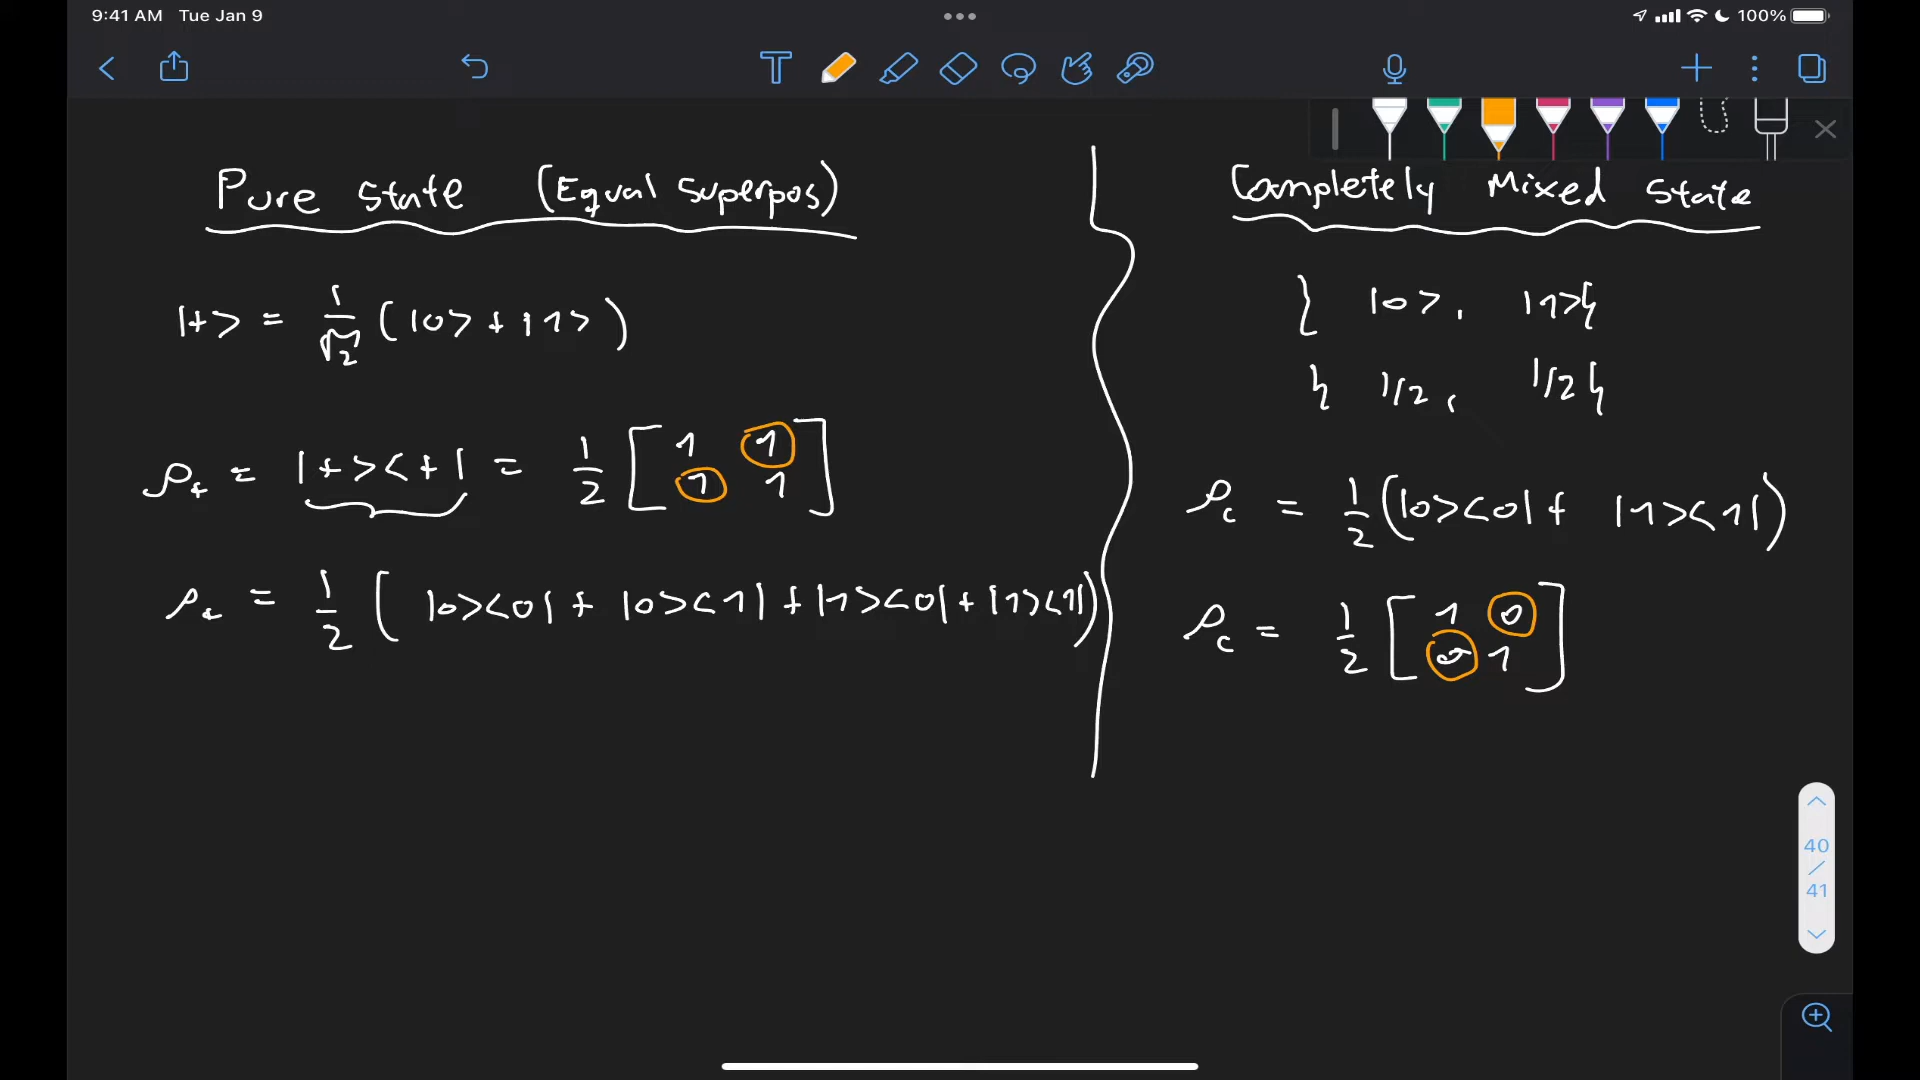 9:41 AM Tue Jan 9
100%
Pure state (Equal Superpos)
|+> = 1/√2 (|0> + |1>)
ρ₊ = |+><+| = 1/2 [1 1; 1 1]
ρ₊ = 1/2 (|0><0| + |0><1| + |1><0| + |1><1|)
Completely Mixed State
{ |0>, |1> }
{ 1/2, 1/2 }
ρc = 1/2 (|0><0| + |1><1|)
ρc = 1/2 [1 0; 0 1]
40
/
41